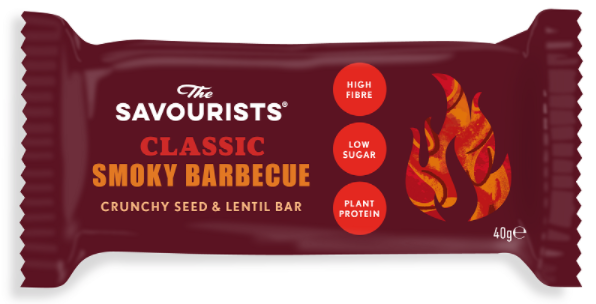 The
SAVOURISTS®
CLASSIC
SMOKY BARBECUE
CRUNCHY SEED & LENTIL BAR
HIGH
FIBRE
LOW
SUGAR
PLANT
PROTEIN
40g℮